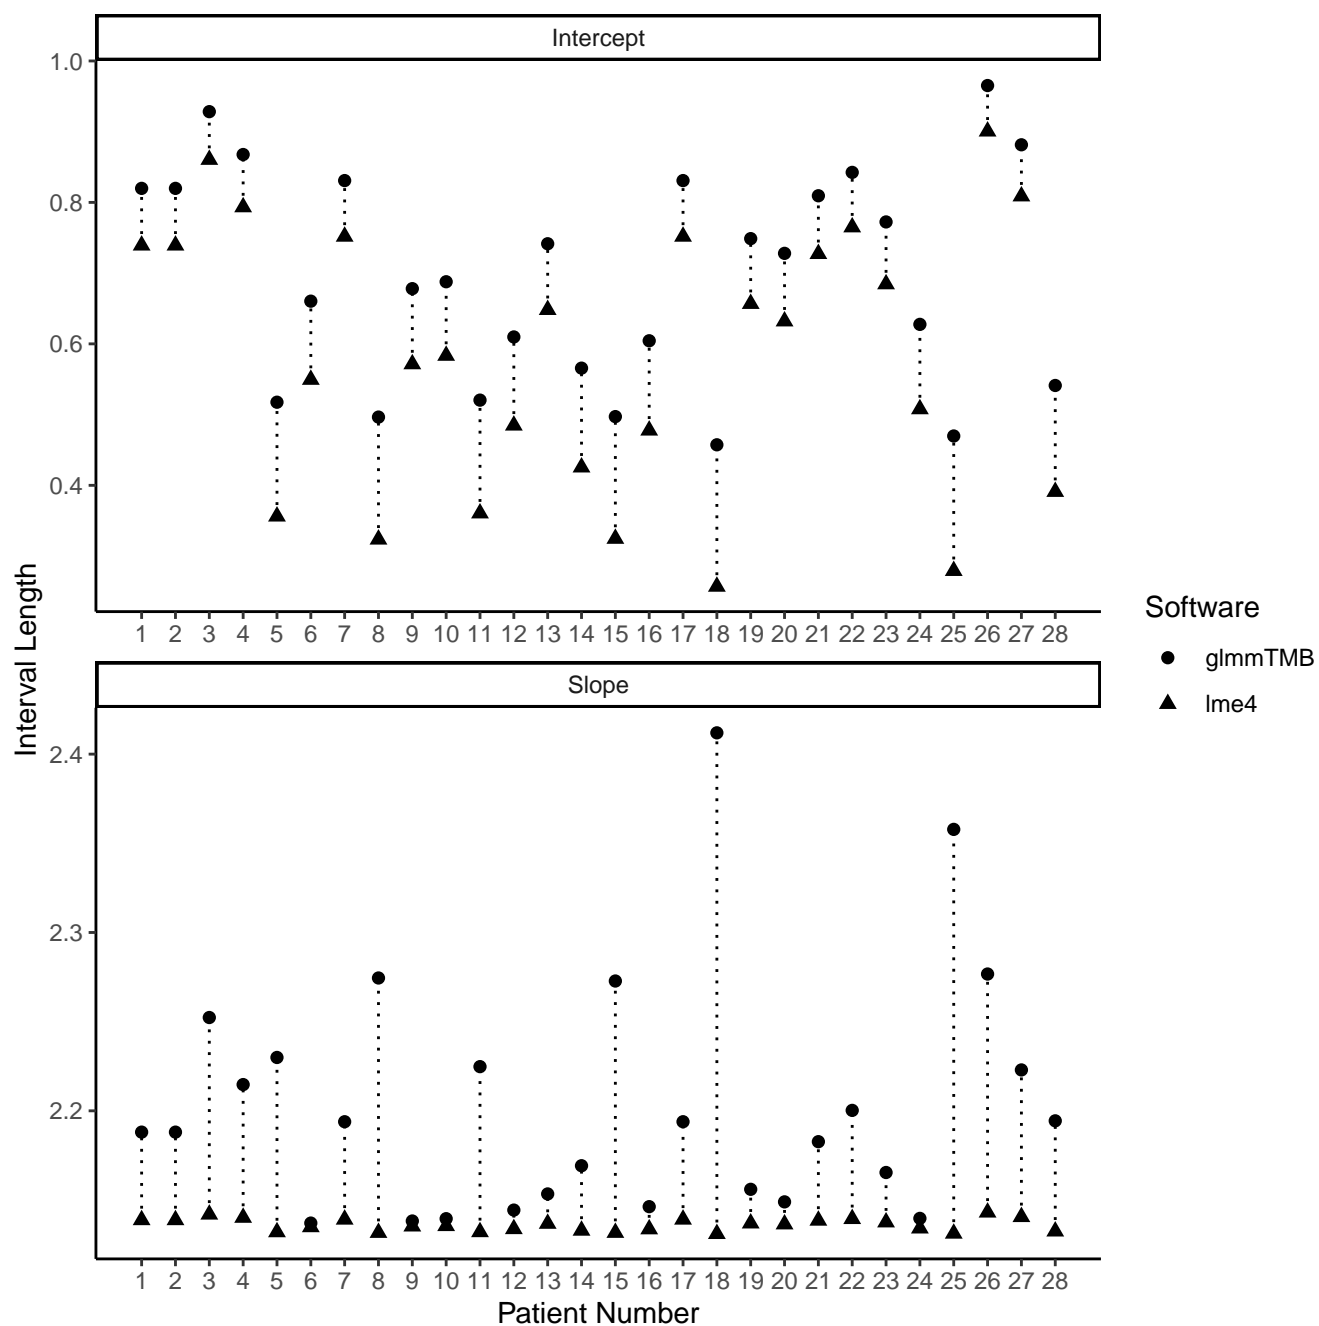 Intercept
1.0
0.8
0.6
0.4
1 2 3 4 5 6 7 8 9 10 11 12 13 14 15 16 17 18 19 20 21 22 23 24 25 26 27 28
Interval Length
Software
glmmTMB
lme4
Slope
2.4
2.3
2.2
1 2 3 4 5 6 7 8 9 10 11 12 13 14 15 16 17 18 19 20 21 22 23 24 25 26 27 28
Patient Number